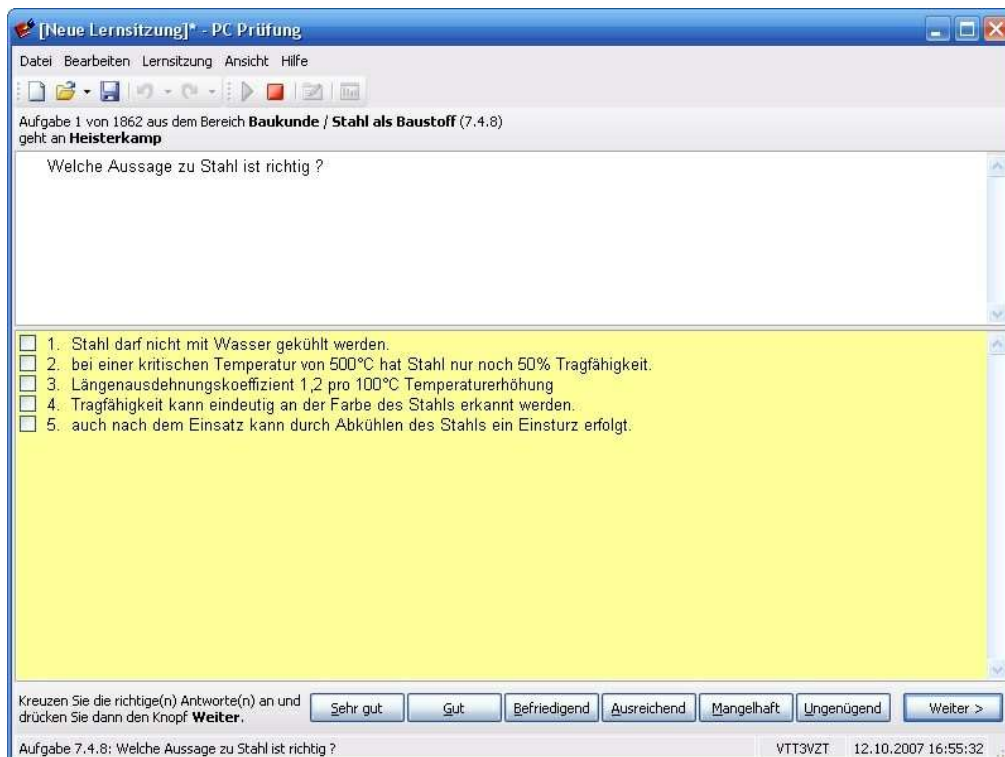 [Neue Lernsitzung]* - PC Prüfung
Datei Bearbeiten Lernsitzung Ansicht Hilfe
Aufgabe 1 von 1862 aus dem Bereich Baukunde / Stahl als Baustoff (7.4.8)
geht an Heisterkamp
Welche Aussage zu Stahl ist richtig ?
1. Stahl darf nicht mit Wasser gekühlt werden.
2. bei einer kritischen Temperatur von 500°C hat Stahl nur noch 50% Tragfähigkeit.
3. Längenausdehnungskoeffizient 1,2 pro 100°C Temperaturerhöhung
4. Tragfähigkeit kann eindeutig an der Farbe des Stahls erkannt werden.
5. auch nach dem Einsatz kann durch Abkühlen des Stahls ein Einsturz erfolgt.
Kreuzen Sie die richtige(n) Antworte(n) an und
drücken Sie dann den Knopf Weiter.
Sehr gut Gut Befriedigend Ausreichend Mangelhaft Ungenügend Weiter >
Aufgabe 7.4.8: Welche Aussage zu Stahl ist richtig ? VTT3VZT 12.10.2007 16:55:32